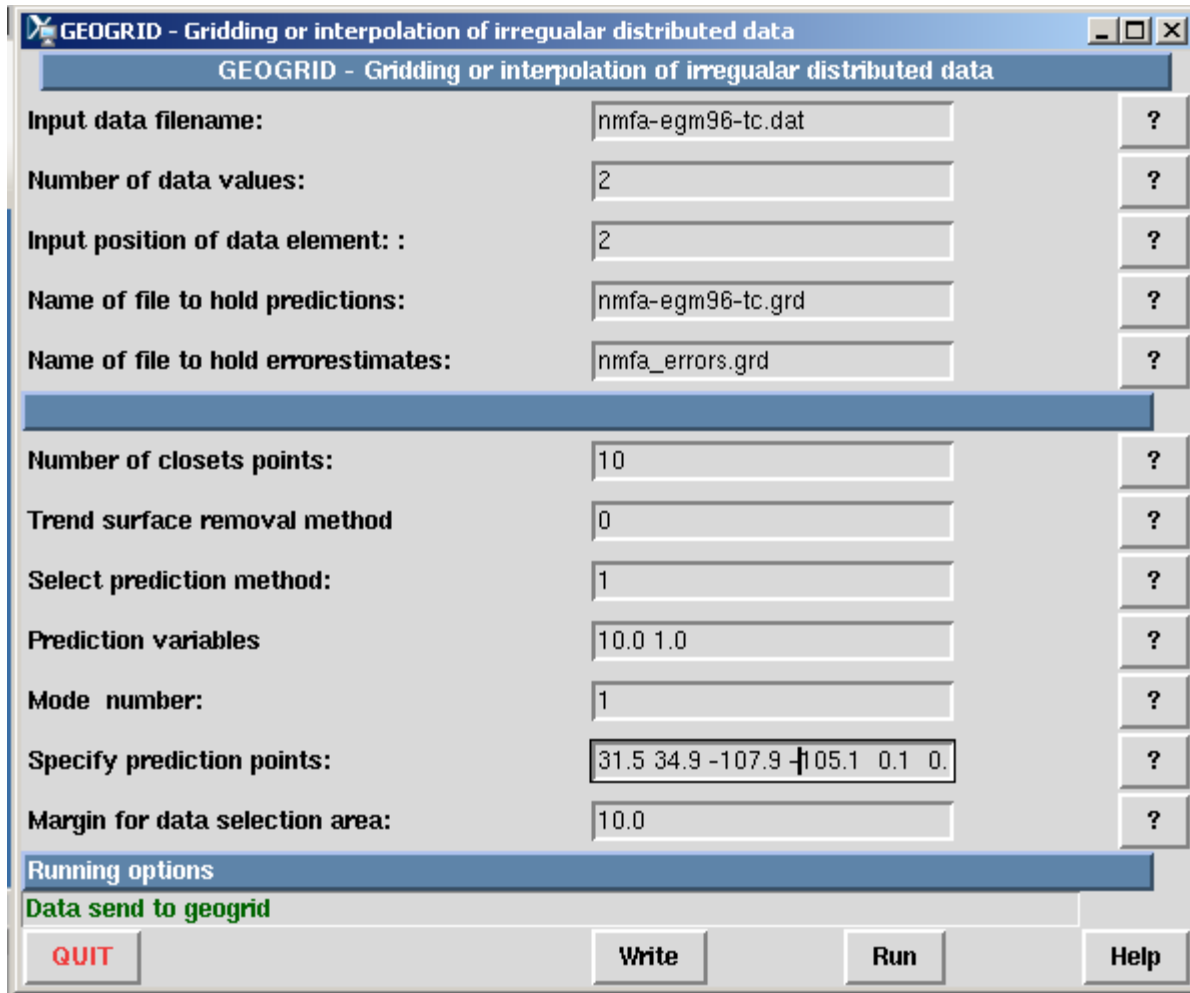 GEOGRID - Gridding or interpolation of irregualar distributed data
GEOGRID - Gridding or interpolation of irregualar distributed data
Input data filename: nmfa-egm96-tc.dat ?
Number of data values: 2 ?
Input position of data element: : 2 ?
Name of file to hold predictions: nmfa-egm96-tc.grd ?
Name of file to hold errorestimates: nmfa_errors.grd ?
Number of closets points: 10 ?
Trend surface removal method 0 ?
Select prediction method: 1 ?
Prediction variables 10.0 1.0 ?
Mode number: 1 ?
Specify prediction points: 31.5 34.9 -107.9 -105.1 0.1 0. ?
Margin for data selection area: 10.0 ?
Running options
Data send to geogrid
QUIT Write Run Help